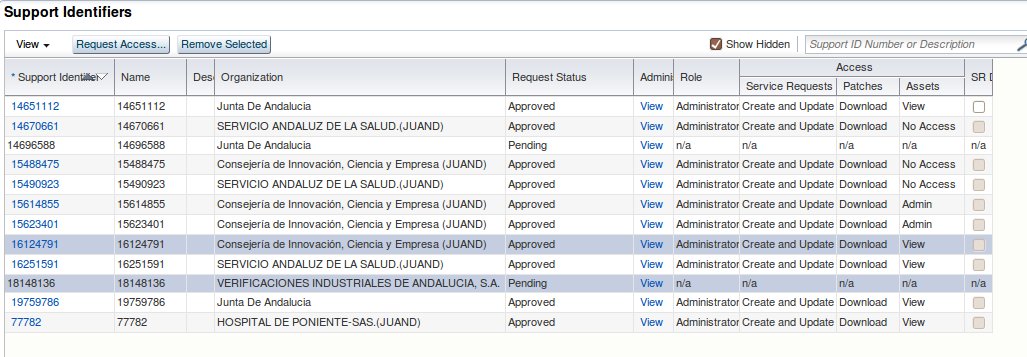 Support Identifiers
View Request Access... Remove Selected Show Hidden Support ID Number or Description
Access
* Support Identifier Name Des Organization Request Status Admini Role Service Requests Patches Assets SR D
14651112 14651112 Junta De Andalucia Approved View Administrator Create and Update Download View
14670661 14670661 SERVICIO ANDALUZ DE LA SALUD.(JUAND) Approved View Administrator Create and Update Download No Access
14696588 14696588 Junta De Andalucia Pending View n/a n/a n/a n/a n/a
15488475 15488475 Consejería de Innovación, Ciencia y Empresa (JUAND) Approved View Administrator Create and Update Download No Access
15490923 15490923 SERVICIO ANDALUZ DE LA SALUD.(JUAND) Approved View Administrator Create and Update Download No Access
15614855 15614855 Consejería de Innovación, Ciencia y Empresa (JUAND) Approved View Administrator Create and Update Download Admin
15623401 15623401 Consejería de Innovación, Ciencia y Empresa (JUAND) Approved View Administrator Create and Update Download Admin
16124791 16124791 Consejería de Innovación, Ciencia y Empresa (JUAND) Approved View Administrator Create and Update Download View
16251591 16251591 SERVICIO ANDALUZ DE LA SALUD.(JUAND) Approved View Administrator Create and Update Download View
18148136 18148136 VERIFICACIONES INDUSTRIALES DE ANDALUCIA, S.A. Pending View n/a n/a n/a n/a n/a
19759786 19759786 Junta De Andalucia Approved View Administrator Create and Update Download View
77782 77782 HOSPITAL DE PONIENTE-SAS.(JUAND) Approved View Administrator Create and Update Download View